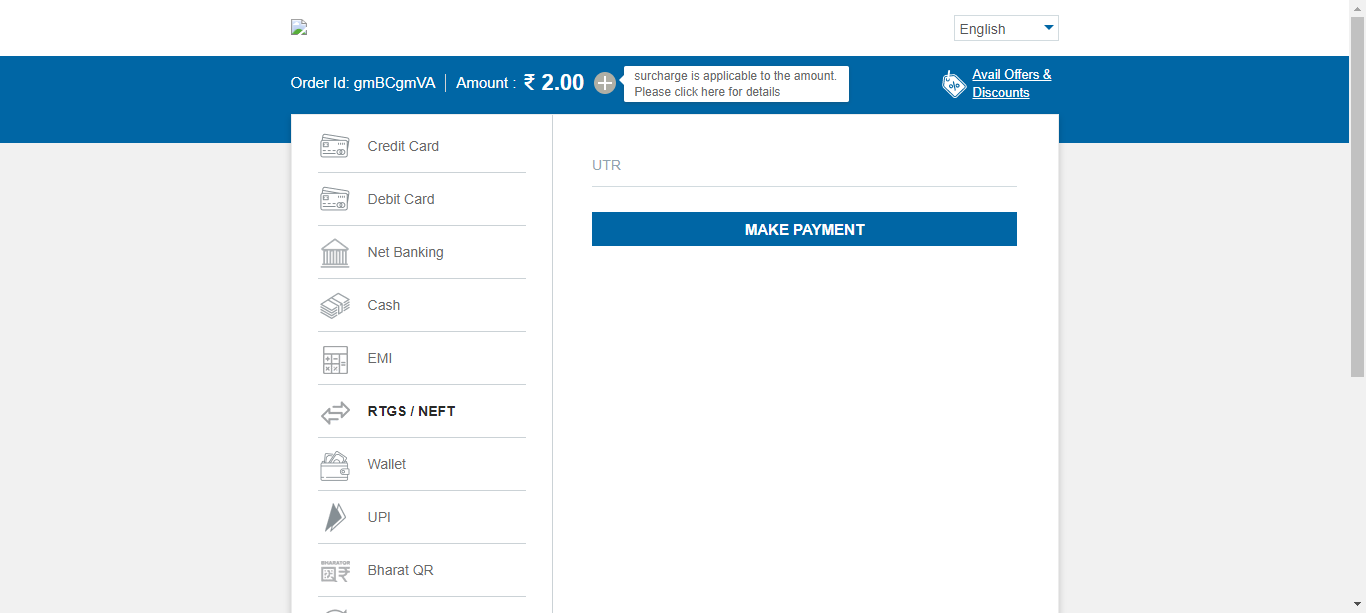 English
Order Id: gmBCgmVA
Amount : ₹ 2.00
surcharge is applicable to the amount.
Please click here for details
Avail Offers &
Discounts
Credit Card
Debit Card
Net Banking
Cash
EMI
RTGS / NEFT
Wallet
UPI
BHARATQR
Bharat QR
UTR
MAKE PAYMENT